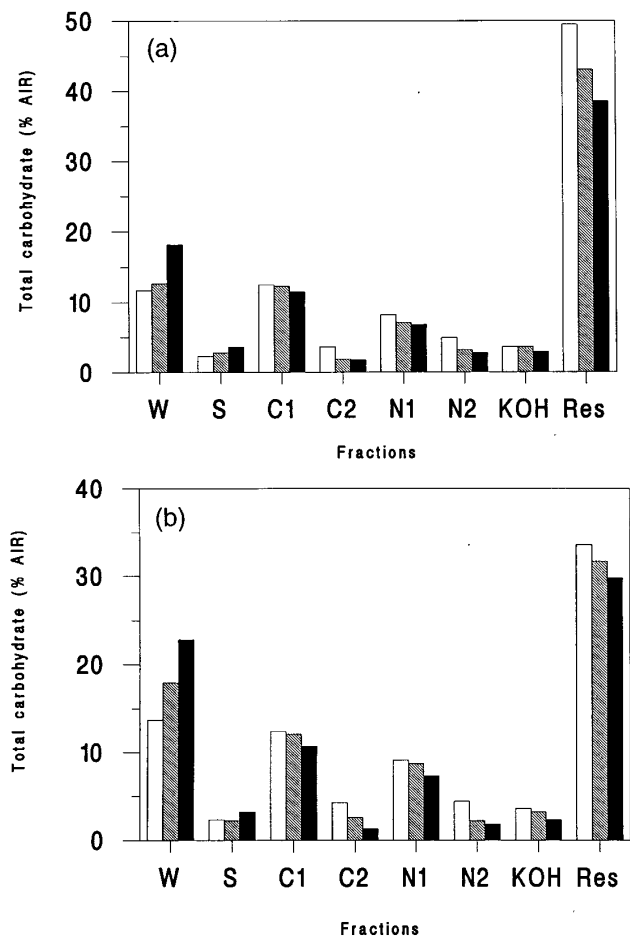 (a)
Total carbohydrate (% AIR)
50
40
30
20
10
0
W S C1 C2 N1 N2 KOH Res
Fractions
(b)
Total carbohydrate (% AIR)
40
30
20
10
0
W S C1 C2 N1 N2 KOH Res
Fractions